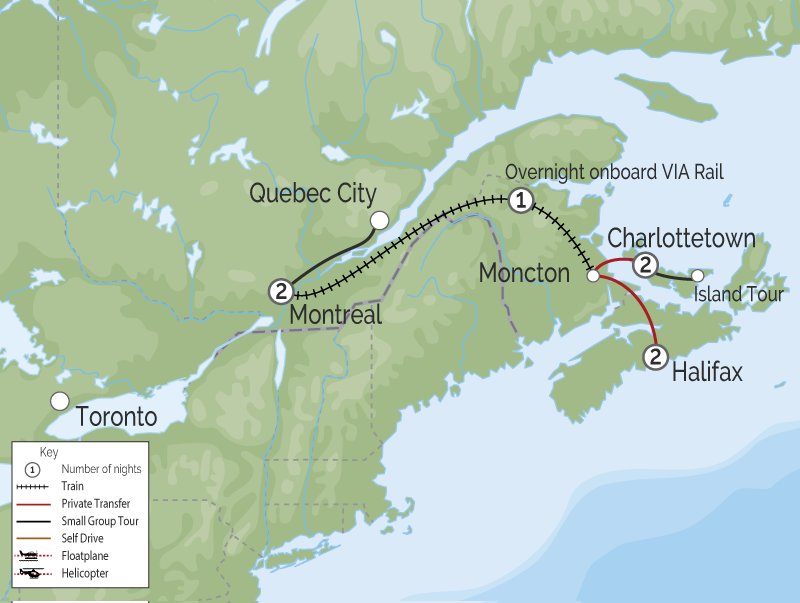 Overnight onboard VIA Rail
Quebec City
1
Charlottetown
2
Moncton
2
Island Tour
Montreal
2
Halifax
Toronto
Key
1 Number of nights
Train
Private Transfer
Small Group Tour
Self Drive
Floatplane
Helicopter